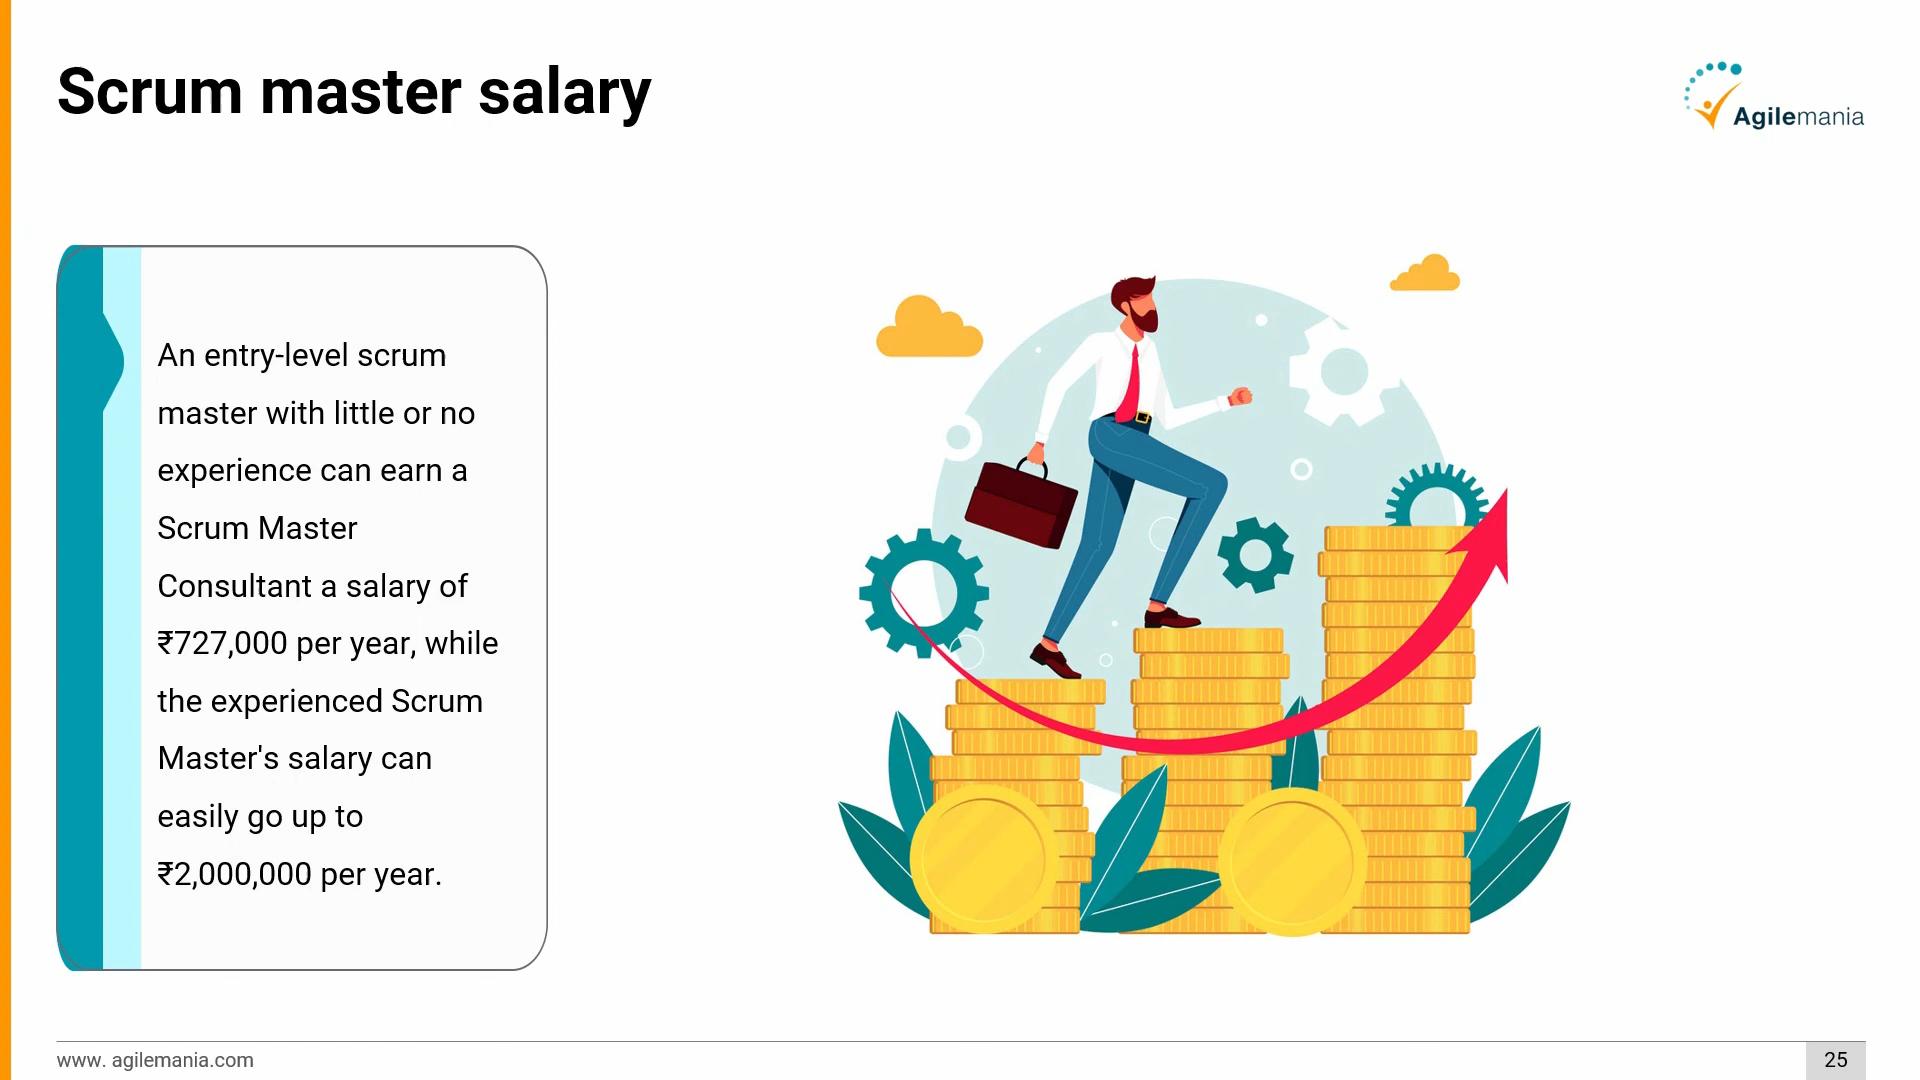 Scrum master salary
Agilemania
An entry-level scrum
master with little or no
experience can earn a
Scrum Master
Consultant a salary of
₹727,000 per year, while
the experienced Scrum
Master's salary can
easily go up to
₹2,000,000 per year.
www. agilemania.com
25